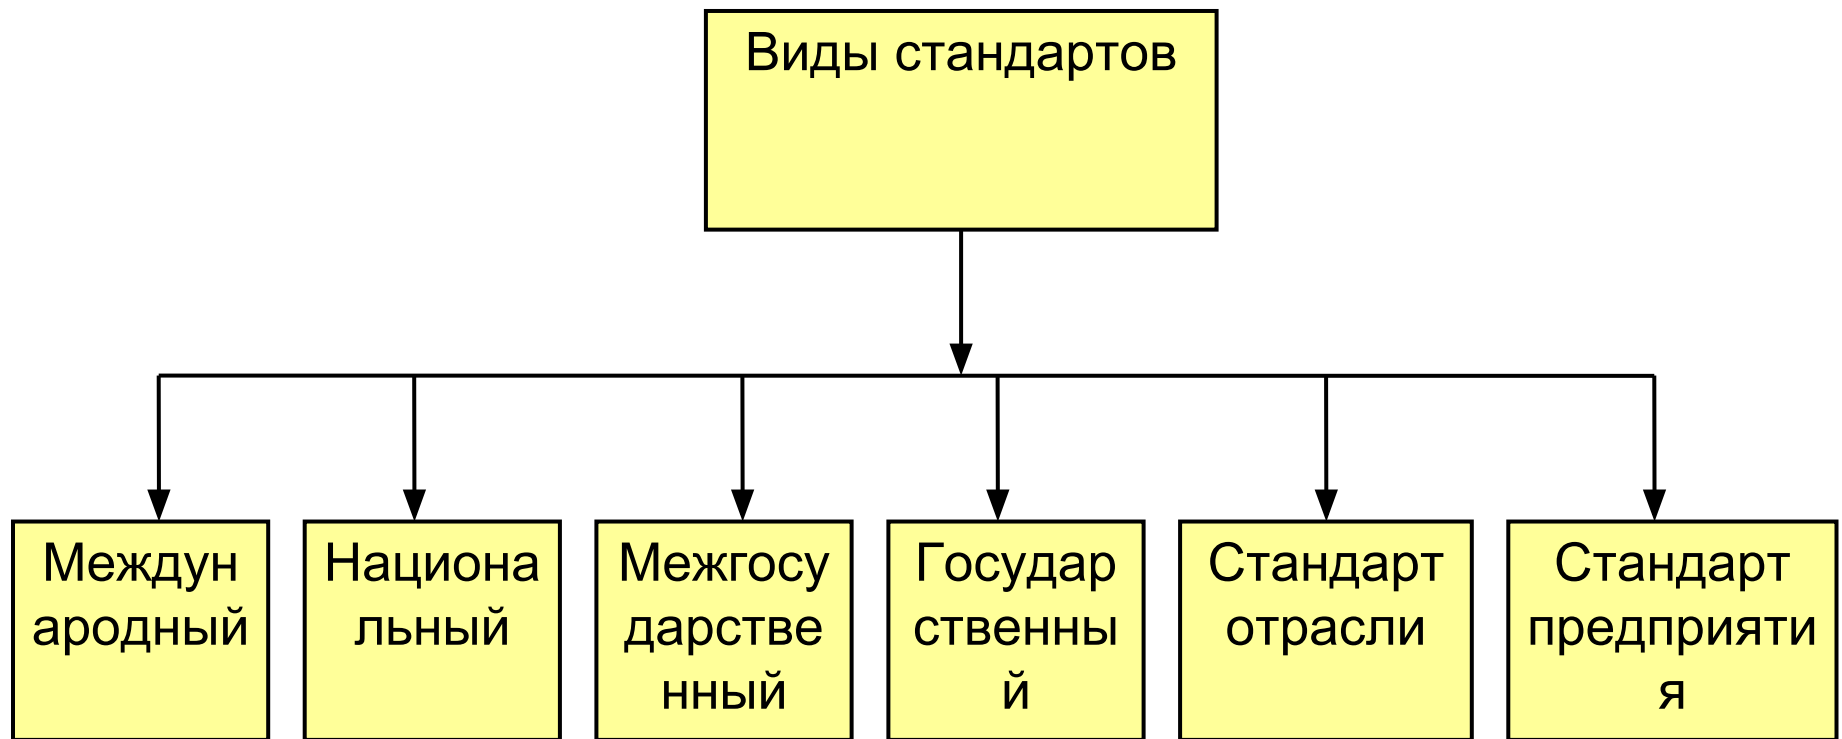 Виды стандартов
Междун
ародный
Национа
льный
Межгосу
дарстве
нный
Государ
ственны
й
Стандарт
отрасли
Стандарт
предприяти
я